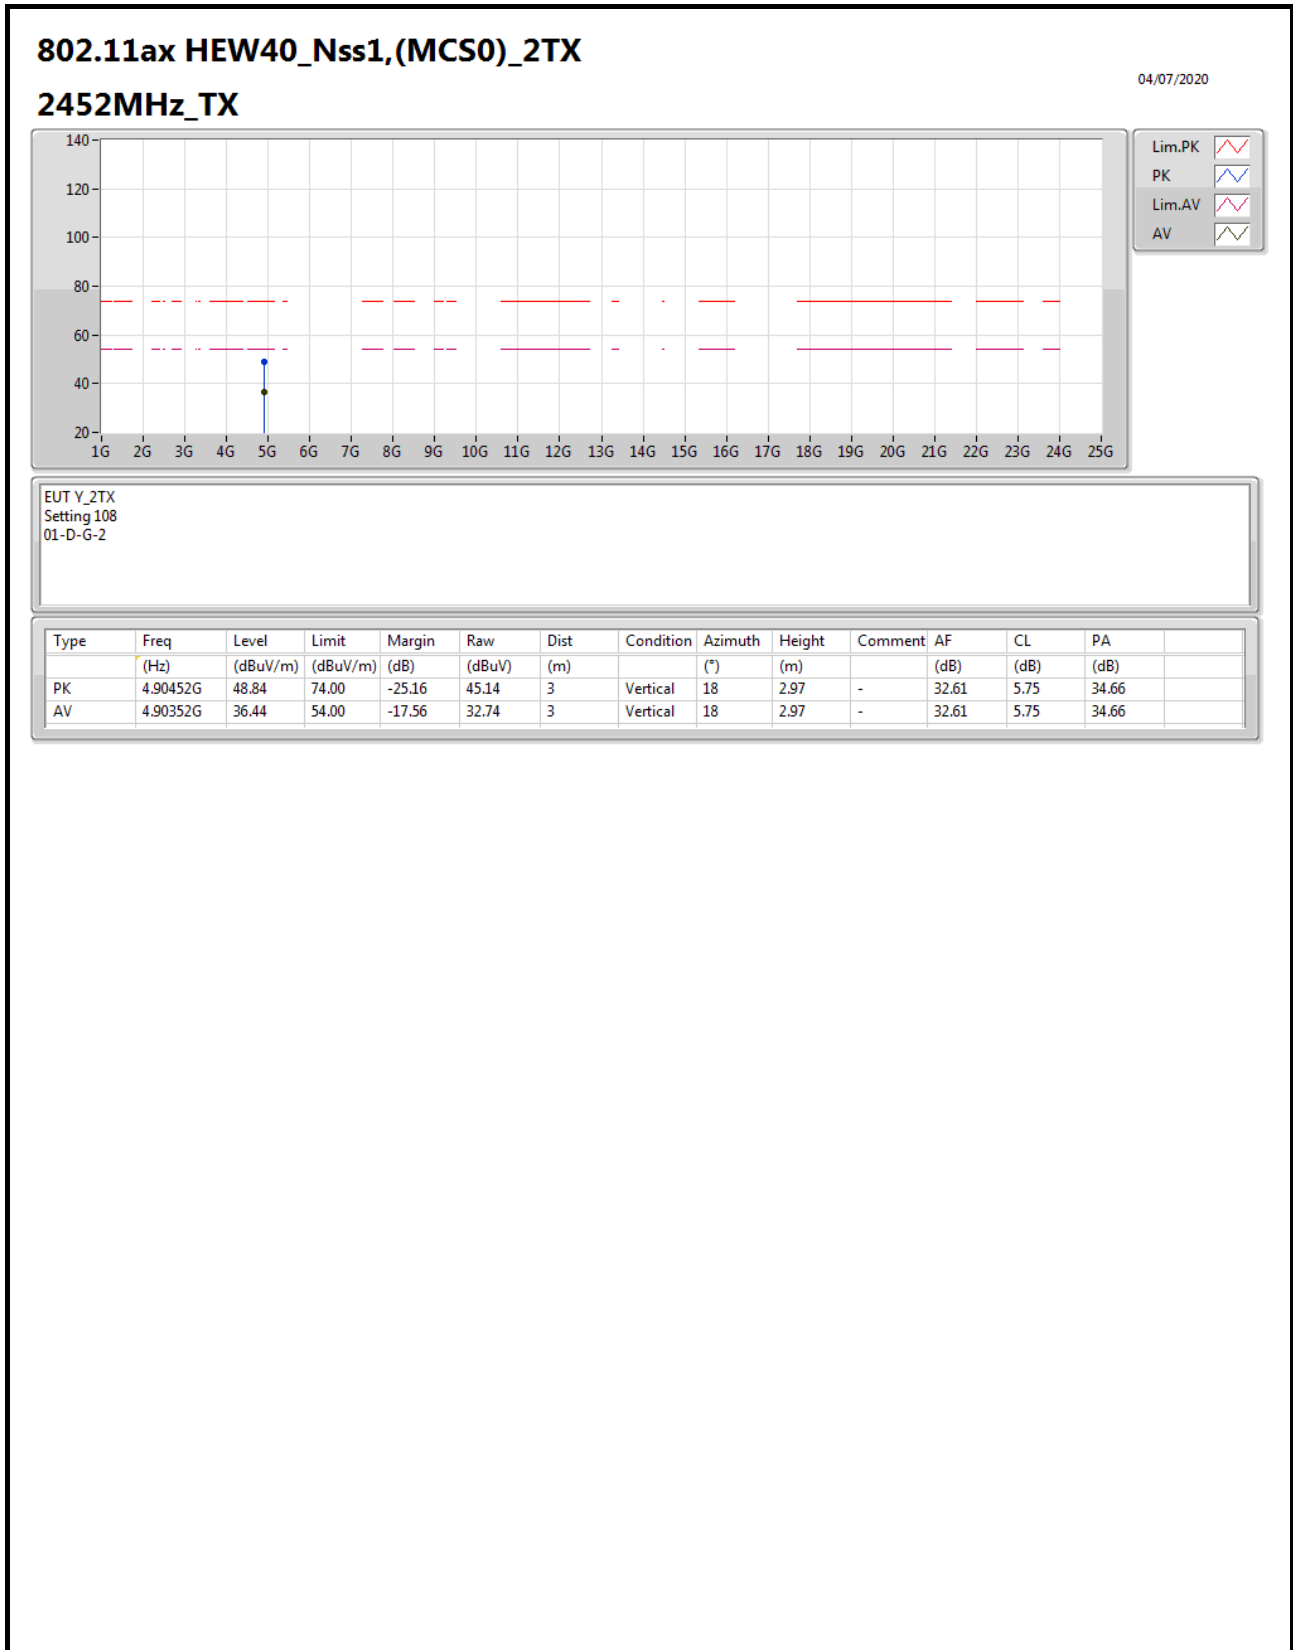 802.11ax HEW40_Nss1,(MCS0)_2TX
04/07/2020
2452MHz_TX
140
120
100
80
60
40
20
1G 2G 3G 4G 5G 6G 7G 8G 9G 10G 11G 12G 13G 14G 15G 16G 17G 18G 19G 20G 21G 22G 23G 24G 25G
Lim.PK
PK
Lim.AV
AV
EUT Y_2TX
Setting 108
01-D-G-2
Type Freq Level Limit Margin Raw Dist Condition Azimuth Height Comment AF CL PA
(Hz) (dBuV/m) (dBuV/m) (dB) (dBuV) (m) (°) (m) (dB) (dB) (dB)
PK 4.90452G 48.84 74.00 -25.16 45.14 3 Vertical 18 2.97 - 32.61 5.75 34.66
AV 4.90352G 36.44 54.00 -17.56 32.74 3 Vertical 18 2.97 - 32.61 5.75 34.66